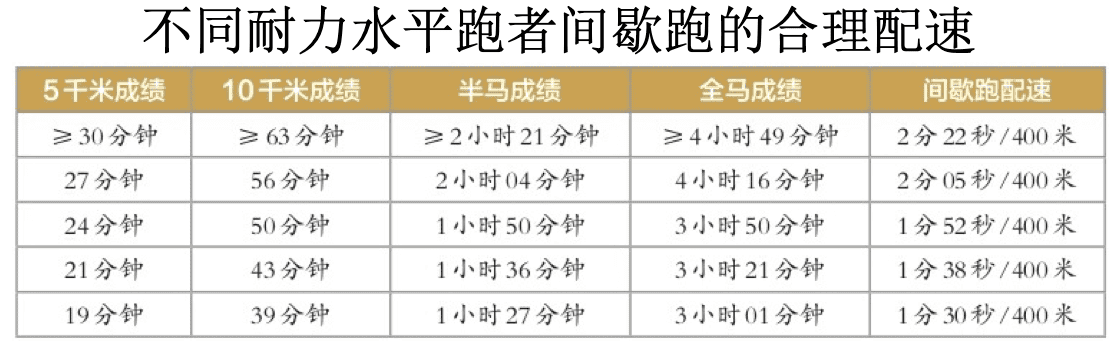 不同耐力水平跑者间歇跑的合理配速
5千米成绩 10千米成绩 半马成绩 全马成绩 间歇跑配速
≥30分钟 ≥63分钟 ≥2小时21分钟 ≥4小时49分钟 2分22秒/400米
27分钟 56分钟 2小时04分钟 4小时16分钟 2分05秒/400米
24分钟 50分钟 1小时50分钟 3小时50分钟 1分52秒/400米
21分钟 43分钟 1小时36分钟 3小时21分钟 1分38秒/400米
19分钟 39分钟 1小时27分钟 3小时01分钟 1分30秒/400米